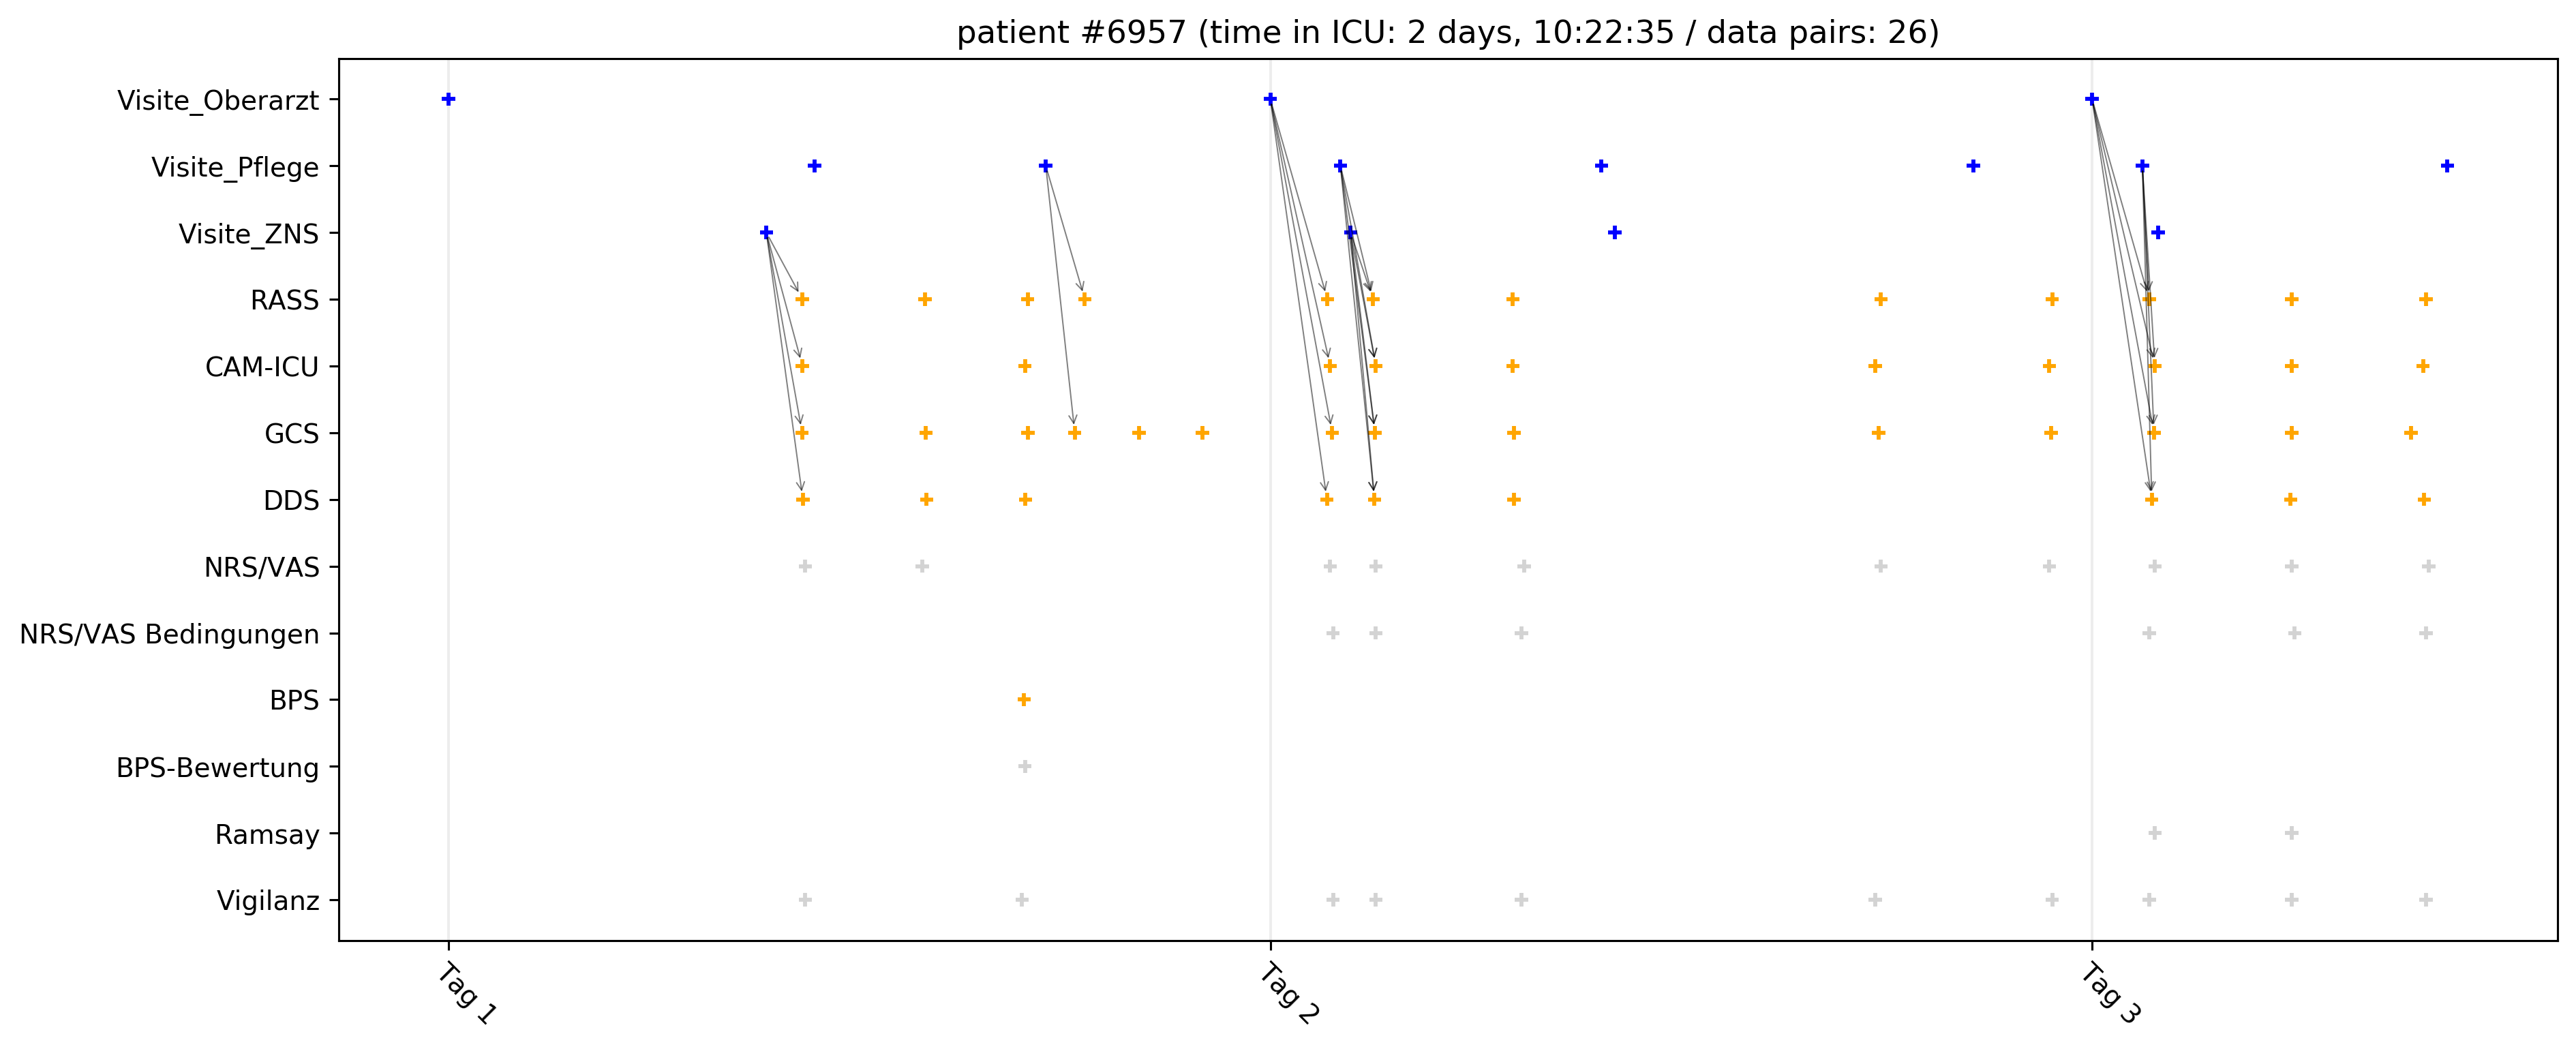 patient #6957 (time in ICU: 2 days, 10:22:35 / data pairs: 26)
Visite_Oberarzt
Visite_Pflege
Visite_ZNS
RASS
CAM-ICU
GCS
DDS
NRS/VAS
NRS/VAS Bedingungen
BPS
BPS-Bewertung
Ramsay
Vigilanz
Tag 1
Tag 2
Tag 3